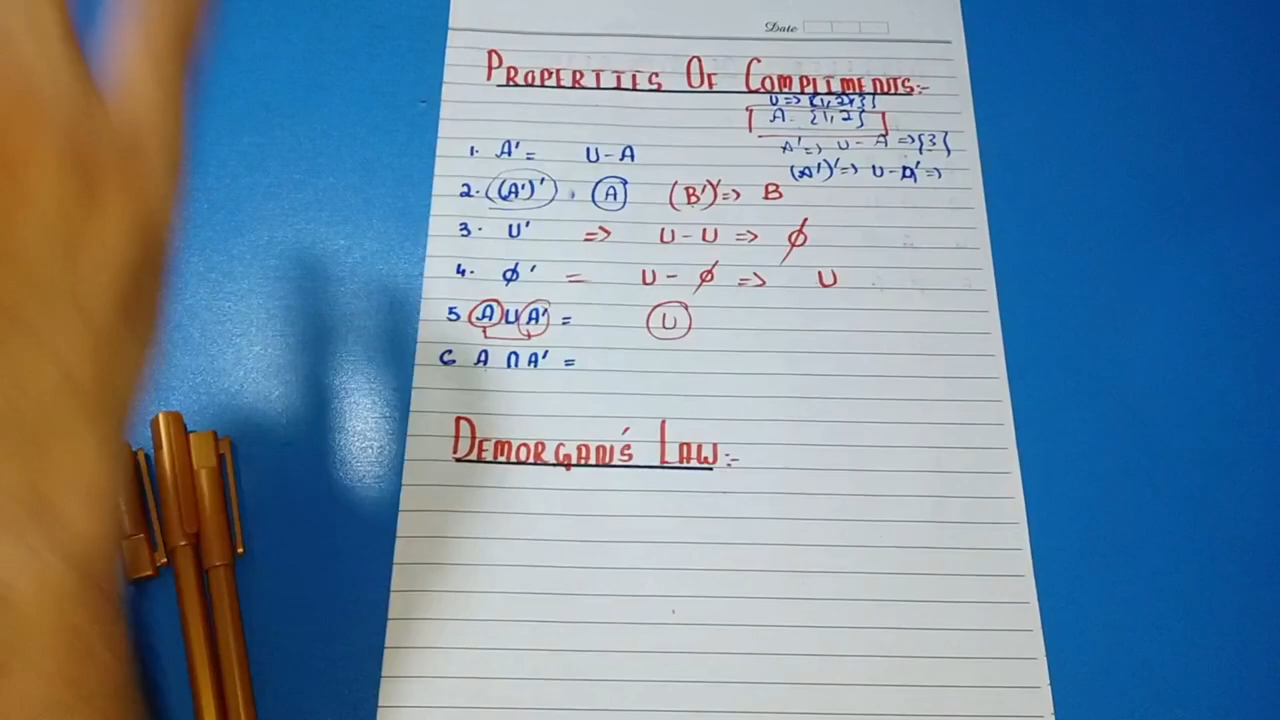 Date
PROPERTIES OF COMPLIMENTS:-
U => {1, 2, 3}
A = {1, 2}
A' => U - A => {3}
(A')' => U - A' =>
1. A' = U - A
2. ((A')' = A (B')' => B
3. U' => U - U => ϕ
4. ϕ' = U - ϕ => U
5 A U A' = U
6 A ∩ A' =
DEMORGAN'S LAW:-